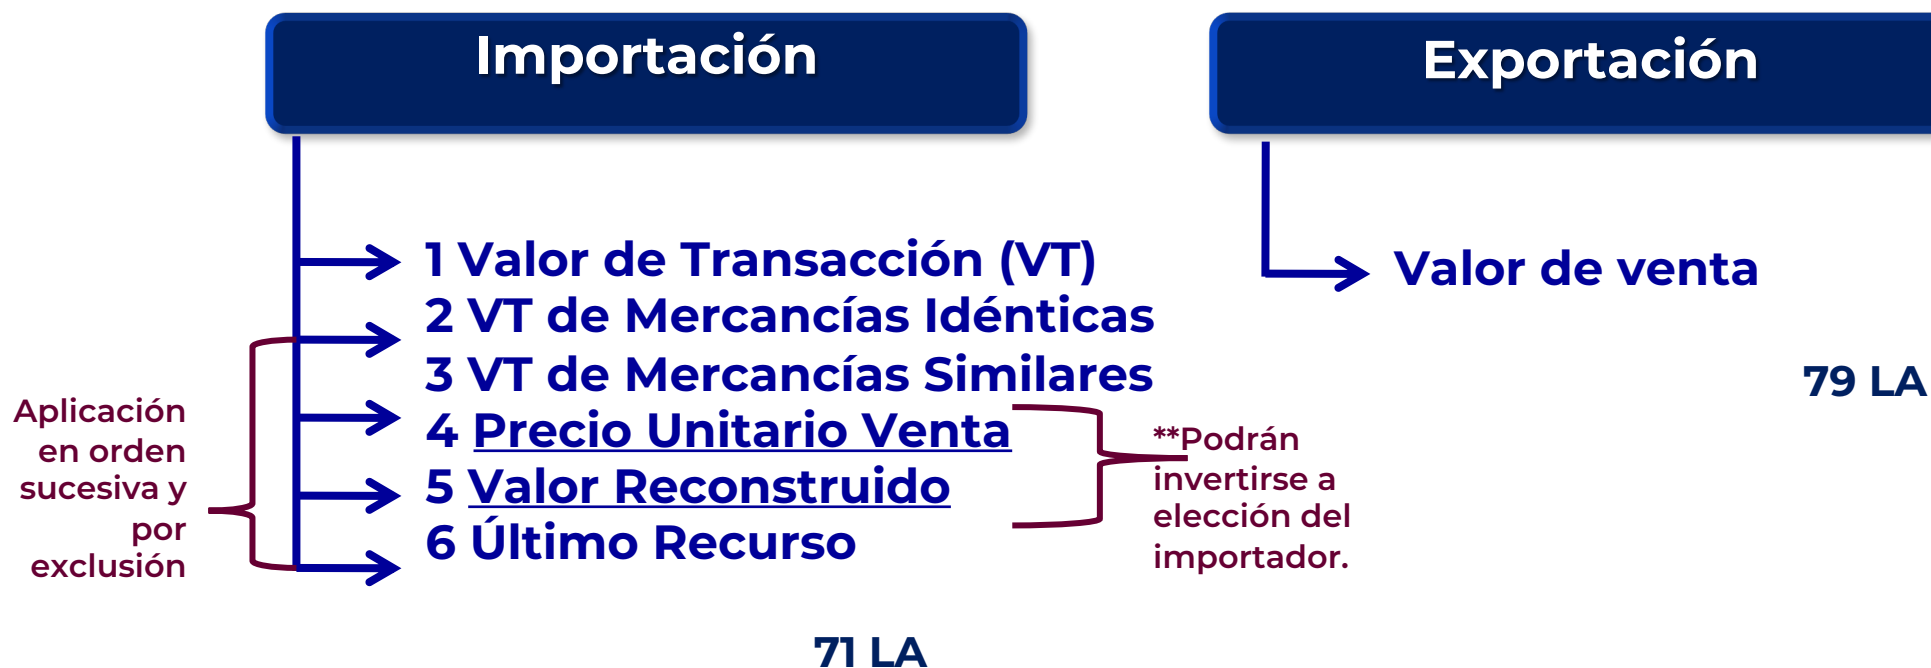 Importación
1 Valor de Transacción (VT)
2 VT de Mercancías Idénticas
3 VT de Mercancías Similares
4 Precio Unitario Venta
5 Valor Reconstruido
6 Último Recurso
Aplicación
en orden
sucesiva y
por
exclusión
**Podrán
invertirse a
elección del
importador.
71 LA
Exportación
Valor de venta
79 LA